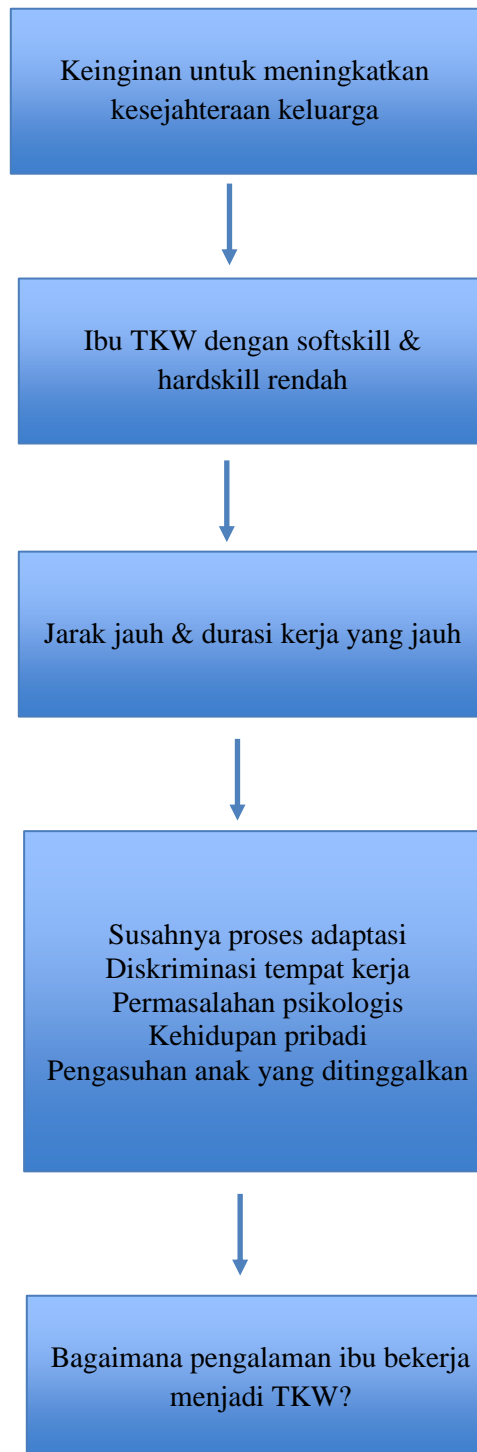 Keinginan untuk meningkatkan
kesejahteraan keluarga
Ibu TKW dengan softskill &
hardskill rendah
Jarak jauh & durasi kerja yang jauh
Susahnya proses adaptasi
Diskriminasi tempat kerja
Permasalahan psikologis
Kehidupan pribadi
Pengasuhan anak yang ditinggalkan
Bagaimana pengalaman ibu bekerja
menjadi TKW?